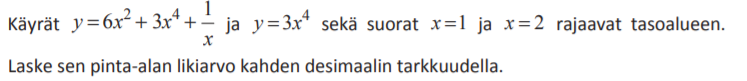 Käyrät y=6x²+3x⁴+1/x ja y=3x⁴ sekä suorat x=1 ja x=2 rajaavat tasoalueen.
Laske sen pinta-alan likiarvo kahden desimaalin tarkkuudella.